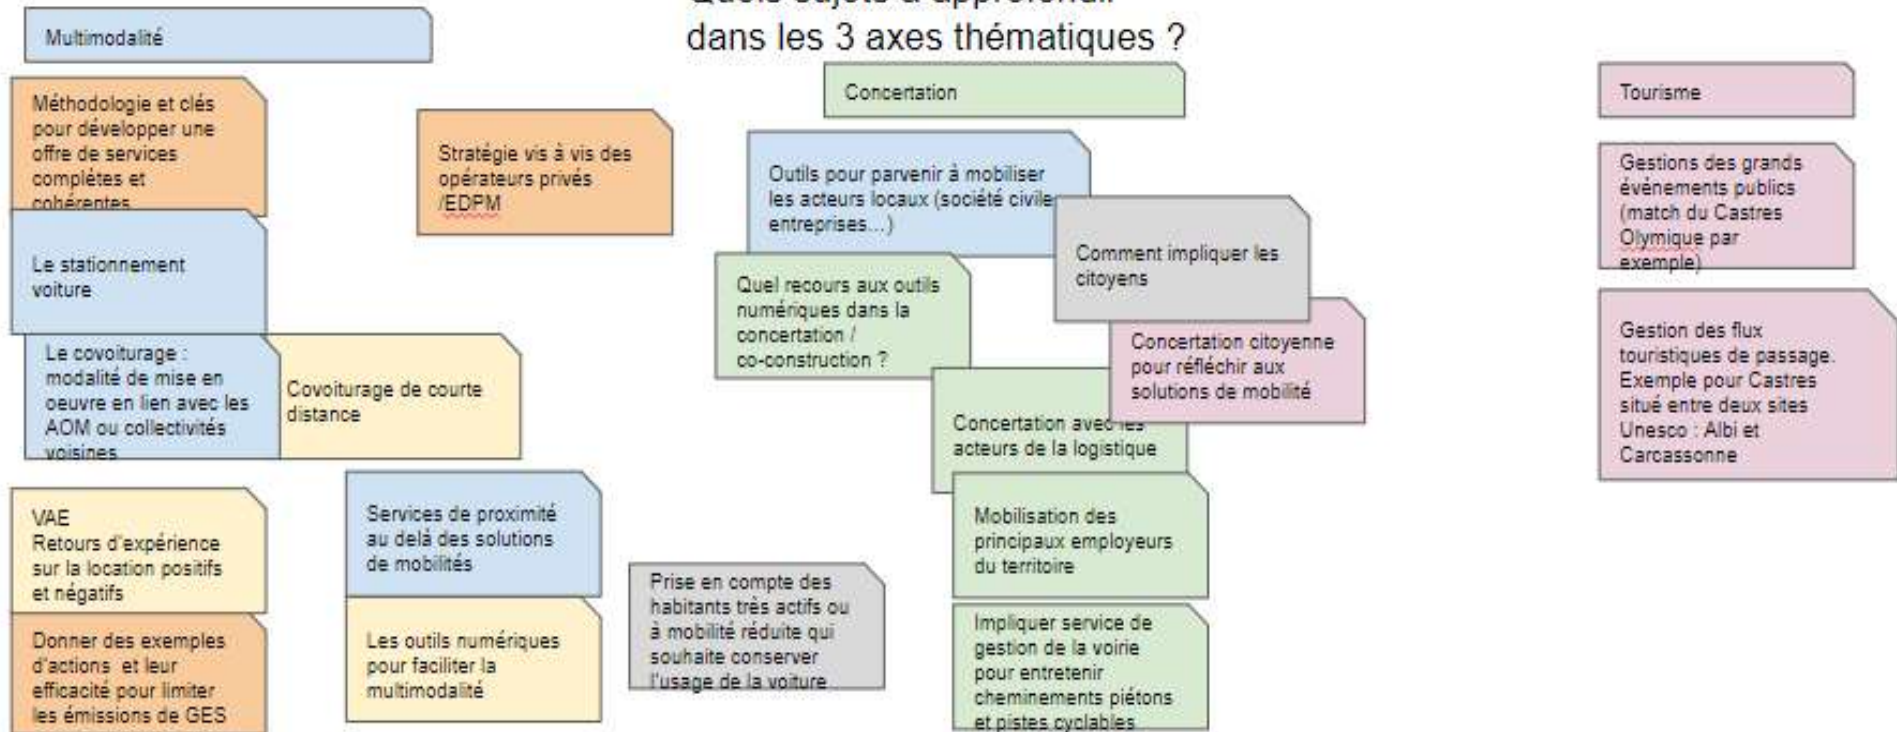 Quels sujets à approfondir
dans les 3 axes thématiques ?
Multimodalité
Méthodologie et clés
pour développer une
offre de services
complètes et
cohérentes
Stratégie vis à vis des
opérateurs privés
/EDPM
Le stationnement
voiture
Le covoiturage :
modalité de mise en
oeuvre en lien avec les
AOM ou collectivités
voisines
Covoiturage de courte
distance
VAE
Retours d'expérience
sur la location positifs
et négatifs
Donner des exemples
d'actions et leur
efficacité pour limiter
les émissions de GES
Services de proximité
au delà des solutions
de mobilités
Les outils numériques
pour faciliter la
multimodalité
Prise en compte des
habitants très actifs ou
à mobilité réduite qui
souhaite conserver
l'usage de la voiture
Concertation
Outils pour parvenir à mobiliser
les acteurs locaux (société civile
entreprises...)
Comment impliquer les
citoyens
Quel recours aux outils
numériques dans la
concertation /
co-construction ?
Concertation citoyenne
pour réfléchir aux
solutions de mobilité
Concertation avec les
acteurs de la logistique
Mobilisation des
principaux employeurs
du territoire
Impliquer service de
gestion de la voirie
pour entretenir
cheminements piétons
et pistes cyclables
Tourisme
Gestions des grands
événements publics
(match du Castres
Olymique par
exemple)
Gestion des flux
touristiques de passage.
Exemple pour Castres
situé entre deux sites
Unesco : Albi et
Carcassonne